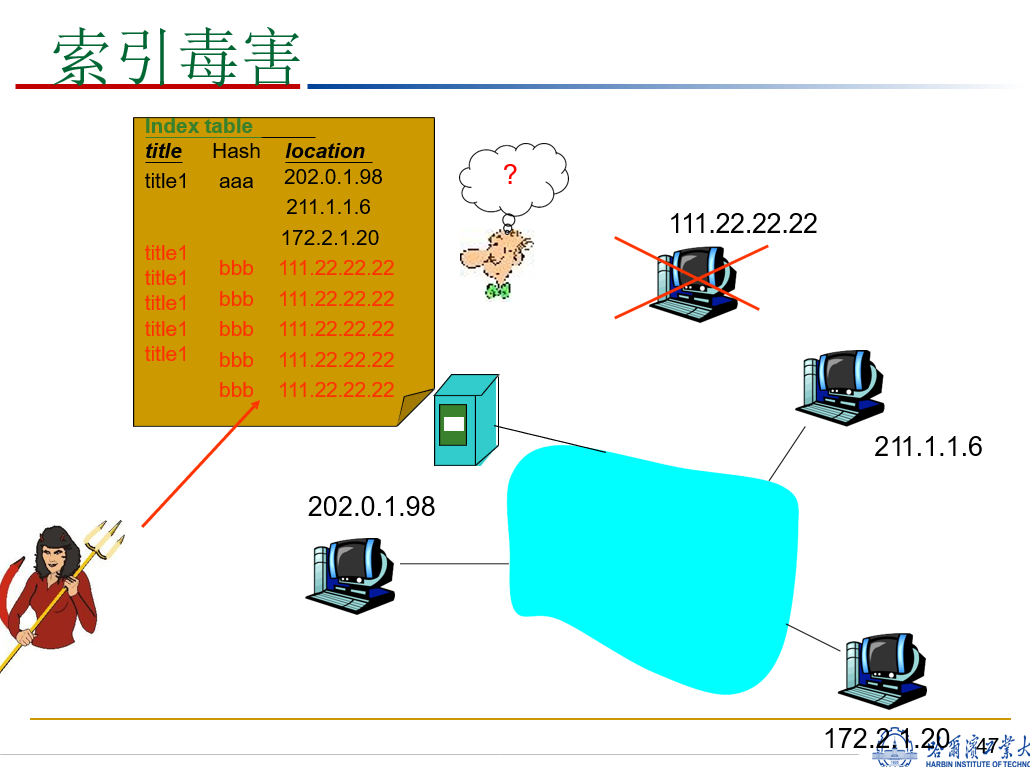 索引毒害
Index table
title Hash location
title1 aaa 202.0.1.98
211.1.1.6
172.2.1.20
title1
bbb 111.22.22.22
title1
bbb 111.22.22.22
title1
bbb 111.22.22.22
title1
bbb 111.22.22.22
title1
bbb 111.22.22.22
?
111.22.22.22
211.1.1.6
202.0.1.98
172.2.1.20
47
哈爾濱工業大
HARBIN INSTITUTE OF TECHNO